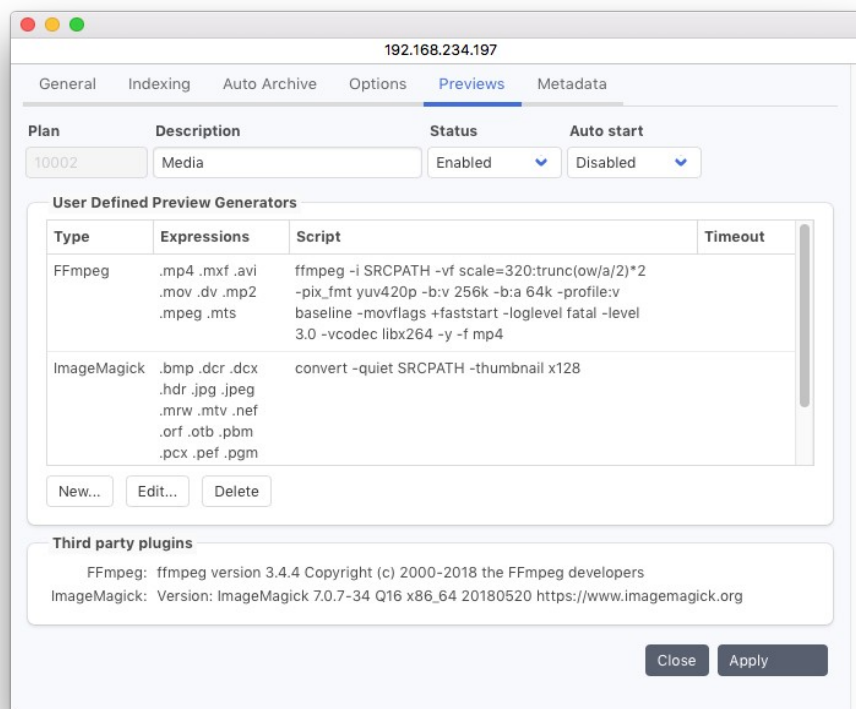 192.168.234.197
General Indexing Auto Archive Options Previews Metadata
Plan Description Status Auto start
10002 Media Enabled Disabled
User Defined Preview Generators
Type Expressions Script Timeout
FFmpeg .mp4 .mxf .avi ffmpeg -i SRCPATH -vf scale=320:trunc(ow/a/2)*2
.mov .dv .mp2 -pix_fmt yuv420p -b:v 256k -b:a 64k -profile:v
.mpeg .mts baseline -movflags +faststart -loglevel fatal -level
3.0 -vcodec libx264 -y -f mp4
ImageMagick .bmp .dcr .dcx convert -quiet SRCPATH -thumbnail x128
.hdr .jpg .jpeg
.mrw .mtv .nef
.orf .otb .pbm
.pcx .pef .pgm
New... Edit... Delete
Third party plugins
FFmpeg: ffmpeg version 3.4.4 Copyright (c) 2000-2018 the FFmpeg developers
ImageMagick: Version: ImageMagick 7.0.7-34 Q16 x86_64 20180520 https://www.imagemagick.org
Close Apply